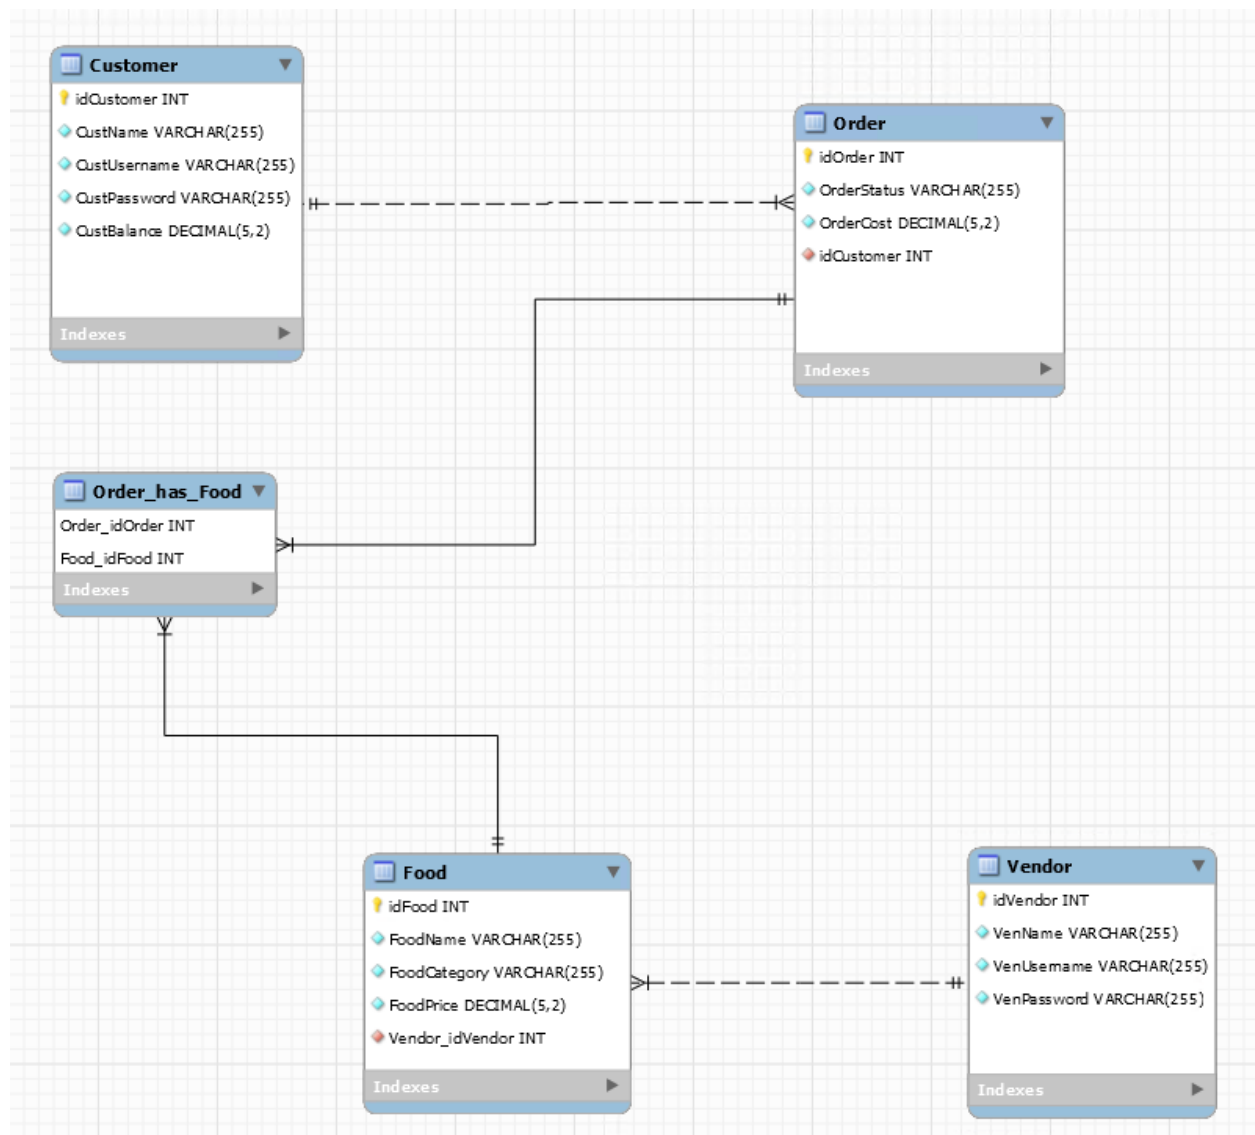 Customer
idCustomer INT
CustName VARCHAR(255)
CustUsername VARCHAR(255)
CustPassword VARCHAR(255)
CustBalance DECIMAL(5,2)
Indexes
Order
idOrder INT
OrderStatus VARCHAR(255)
OrderCost DECIMAL(5,2)
idCustomer INT
Indexes
Order_has_Food
Order_idOrder INT
Food_idFood INT
Indexes
Food
idFood INT
FoodName VARCHAR(255)
FoodCategory VARCHAR(255)
FoodPrice DECIMAL(5,2)
Vendor_idVendor INT
Indexes
Vendor
idVendor INT
VenName VARCHAR(255)
VenUsername VARCHAR(255)
VenPassword VARCHAR(255)
Indexes